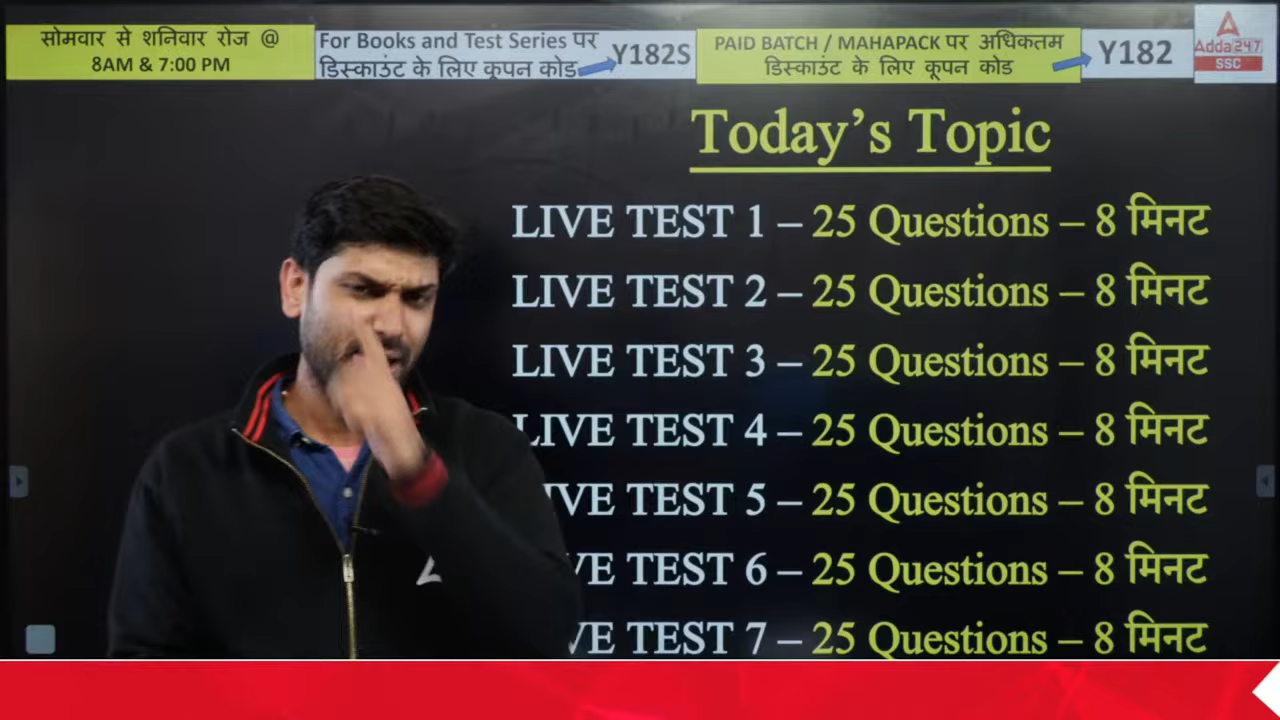 सोमवार से शनिवार रोज @
8AM & 7:00 PM
For Books and Test Series पर
डिस्काउंट के लिए कूपन कोड
Y182S
PAID BATCH / MAHAPACK पर अधिकतम
डिस्काउंट के लिए कूपन कोड
Y182
Adda 247
SSC
Today's Topic
LIVE TEST 1 – 25 Questions – 8 मिनट
LIVE TEST 2 – 25 Questions – 8 मिनट
LIVE TEST 3 – 25 Questions – 8 मिनट
LIVE TEST 4 – 25 Questions – 8 मिनट
IVE TEST 5 – 25 Questions – 8 मिनट
VE TEST 6 – 25 Questions – 8 मिनट
VE TEST 7 – 25 Questions – 8 मिनट